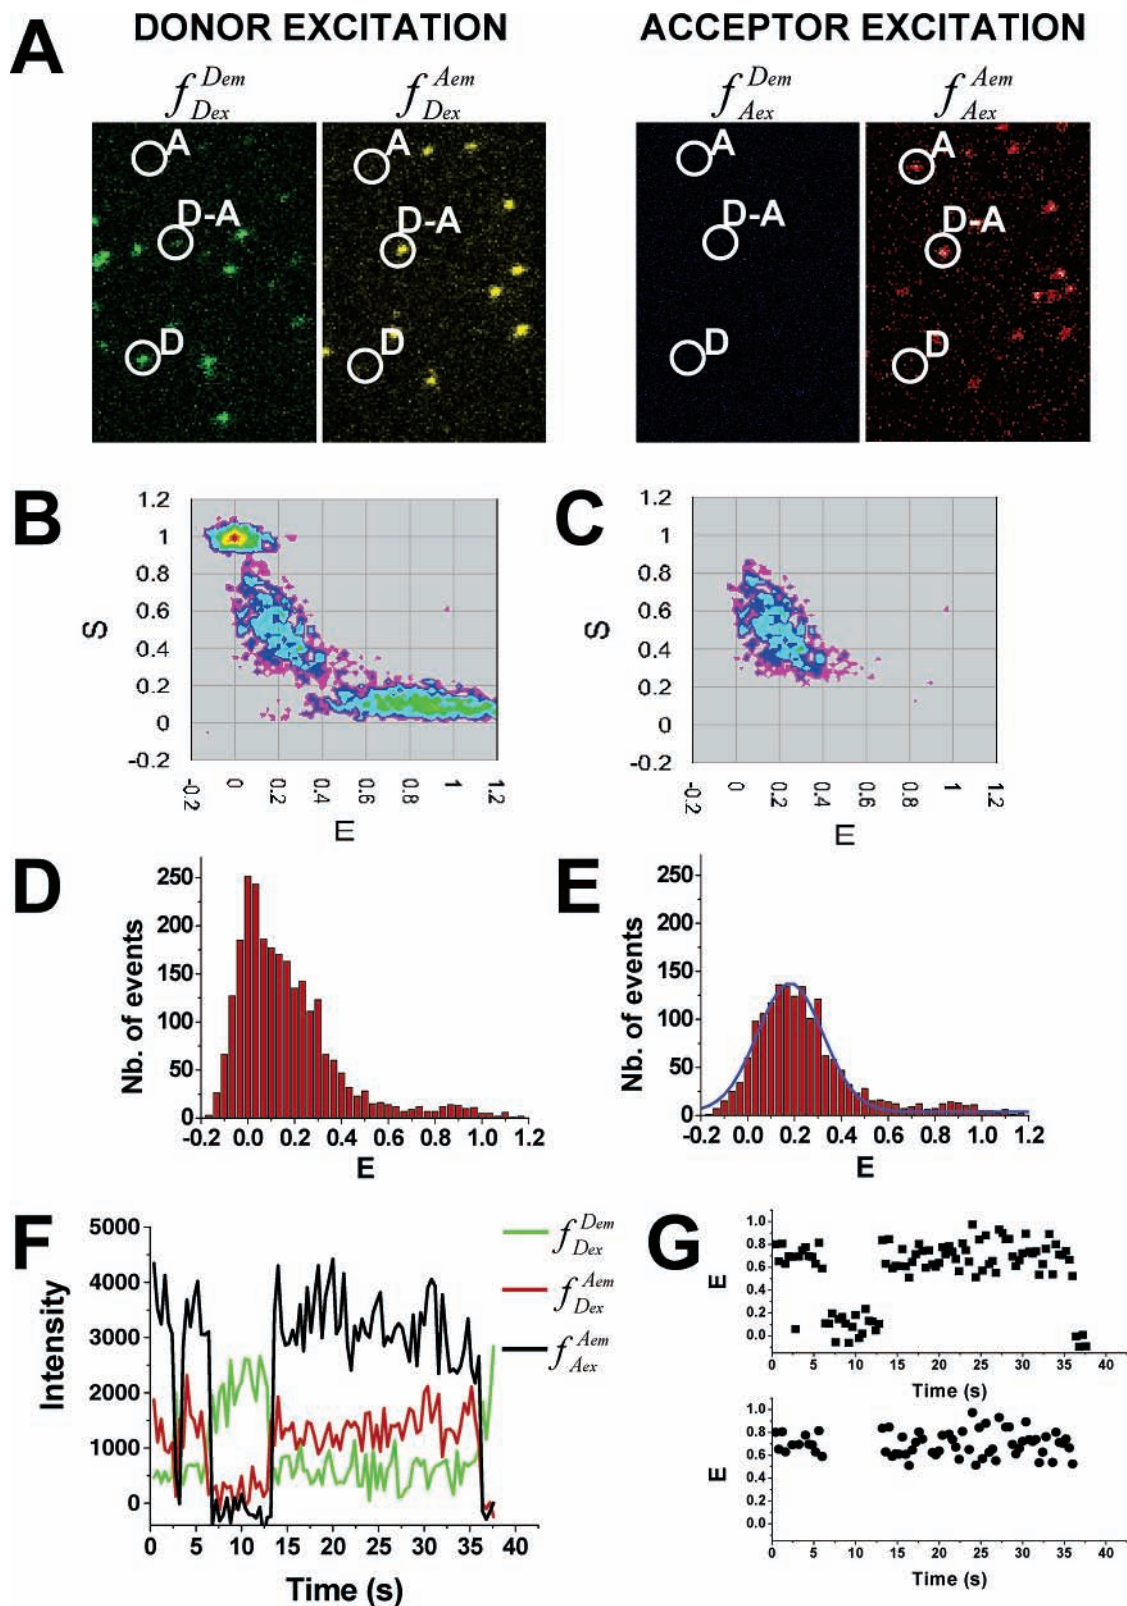 A
DONOR EXCITATION
ACCEPTOR EXCITATION
f Dem Dex
f Aem Dex
f Dem Aex
f Aem Aex
A
A
A
A
D-A
D-A
D-A
D-A
D
D
D
D
B
1.2
1
0.8
0.6
0.4
0.2
0
-0.2
S
-0.2
0
0.2
0.4
0.6
0.8
1
1.2
E
C
1.2
1
0.8
0.6
0.4
0.2
0
-0.2
S
-0.2
0
0.2
0.4
0.6
0.8
1
1.2
E
D
250
200
150
100
50
0
Nb. of events
-0.2 0.0 0.2 0.4 0.6 0.8 1.0 1.2
E
E
250
200
150
100
50
0
Nb. of events
-0.2 0.0 0.2 0.4 0.6 0.8 1.0 1.2
E
F
5000
4000
3000
2000
1000
0
Intensity
0 5 10 15 20 25 30 35 40
Time (s)
f Dem Dex
f Aem Dex
f Aem Aex
G
1.0
0.8
0.6
0.4
0.2
0.0
E
0 5 10 15 20 25 30 35 40
Time (s)
1.0
0.8
0.6
0.4
0.2
0.0
E
0 5 10 15 20 25 30 35 40
Time (s)